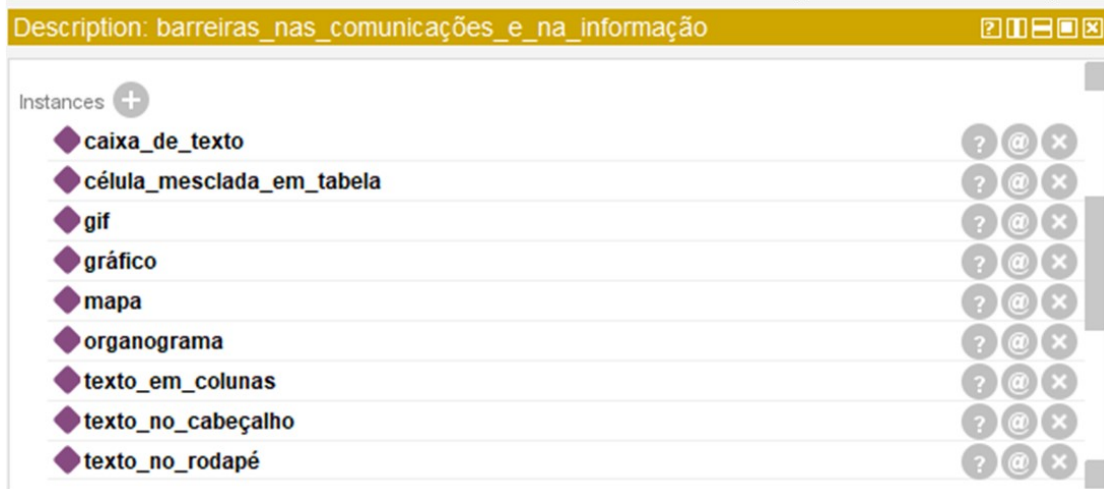 Description: barreiras_nas_comunicações_e_na_informação
Instances
caixa_de_texto
célula_mesclada_em_tabela
gif
gráfico
mapa
organograma
texto_em_colunas
texto_no_cabeçalho
texto_no_rodapé